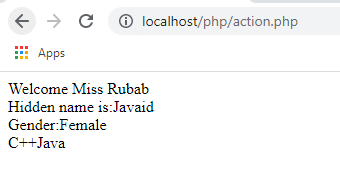 localhost/php/action.php
Apps
Welcome Miss Rubab
Hidden name is:Javaid
Gender:Female
C++Java